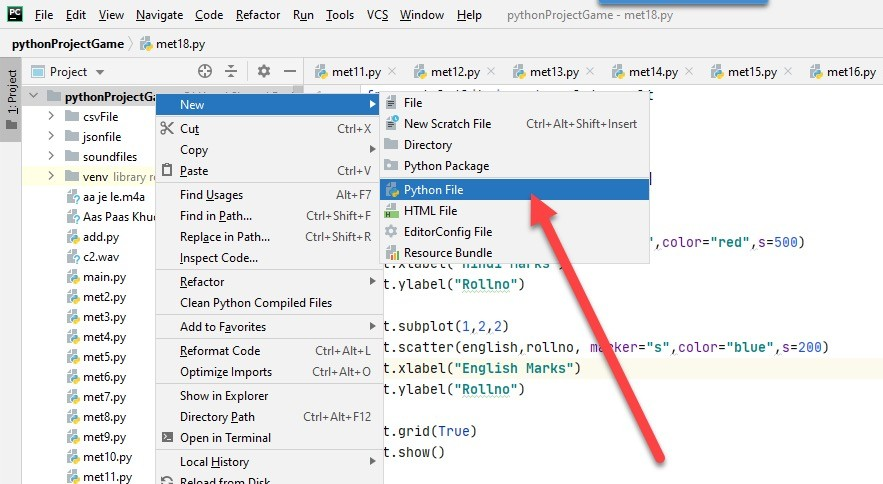 PC File Edit View Navigate Code Refactor Run Tools VCS Window Help pythonProjectGame - met18.py
pythonProjectGame met18.py
1: Project
Project met11.py met12.py met13.py met14.py met15.py met16.py
pythonProjectGa
csvFile
jsonfile
soundfiles
venv library
aa je le.m4a
Aas Paas Khu
add.py
c2.wav
main.py
met2.py
met3.py
met4.py
met5.py
met6.py
met7.py
met8.py
met9.py
met10.py
met11.py
New
Cut Ctrl+X
Copy
Paste Ctrl+V
Find Usages Alt+F7
Find in Path... Ctrl+Shift+F
Replace in Path... Ctrl+Shift+R
Inspect Code...
Refactor
Clean Python Compiled Files
Add to Favorites
Reformat Code Ctrl+Alt+L
Optimize Imports Ctrl+Alt+O
Show in Explorer
Directory Path Ctrl+Alt+F12
Open in Terminal
Local History
Reload from Disk
File
New Scratch File Ctrl+Alt+Shift+Insert
Directory
Python Package
Python File
HTML File
EditorConfig File
Resource Bundle
",color="red",s=500)
t.xlabel("Hindi Marks")
t.ylabel("Rollno")
t.subplot(1,2,2)
t.scatter(english,rollno, marker="s",color="blue",s=200)
t.xlabel("English Marks")
t.ylabel("Rollno")
t.grid(True)
t.show()